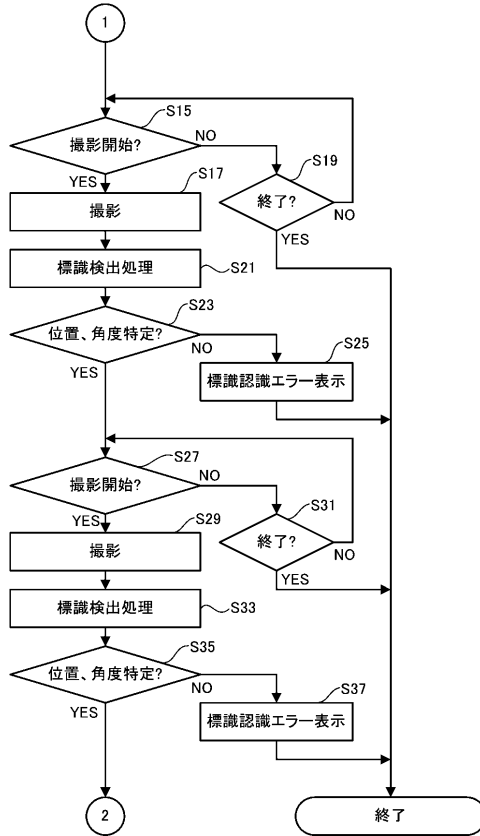 1
S15
撮影開始?
NO
S19
YES
S17
終了?
NO
撮影
YES
標識検出処理
S21
S23
位置、角度特定?
NO
S25
YES
標識認識エラー表示
S27
撮影開始?
NO
S31
YES
S29
終了?
NO
撮影
YES
標識検出処理
S33
S35
位置、角度特定?
NO
S37
YES
標識認識エラー表示
2
終了